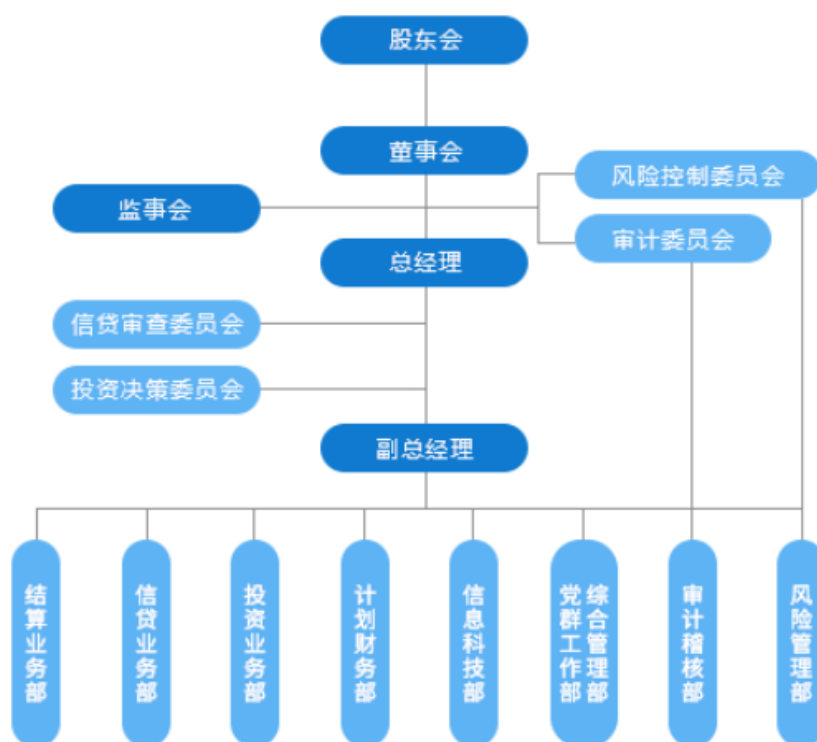 股东会
董事会
风险控制委员会
监事会
审计委员会
总经理
信贷审查委员会
投资决策委员会
副总经理
结算业务部
信贷业务部
投资业务部
计划财务部
信息科技部
综合管理部
党群工作部
审计稽核部
风险管理部